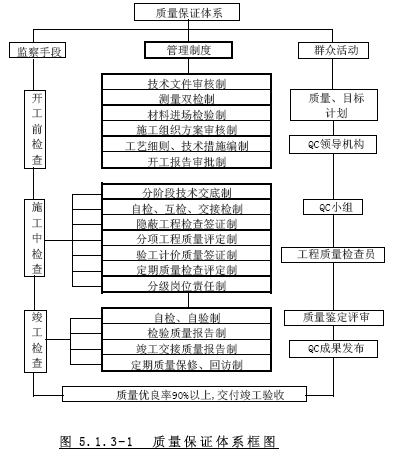 质量保证体系
监察手段
管理制度
群众活动
开工前检查
技术文件审核制
测量双检制
材料进场检验制
施工组织方案审核制
工艺细则、技术措施编制
开工报告审批制
质量、目标
计划
QC领导机构
施工中检查
分阶段技术交底制
自检、互检、交接检制
隐蔽工程检查签证制
分项工程质量评定制
验工计价质量签证制
定期质量检查评定制
分级岗位责任制
QC小组
工程质量检查员
竣工检查
自检、自验制
检验质量报告制
竣工交接质量报告制
定期质量保修、回访制
质量鉴定评审
QC成果发布
质量优良率90%以上,交付竣工验收
图 5.1.3-1 质量保证体系框图